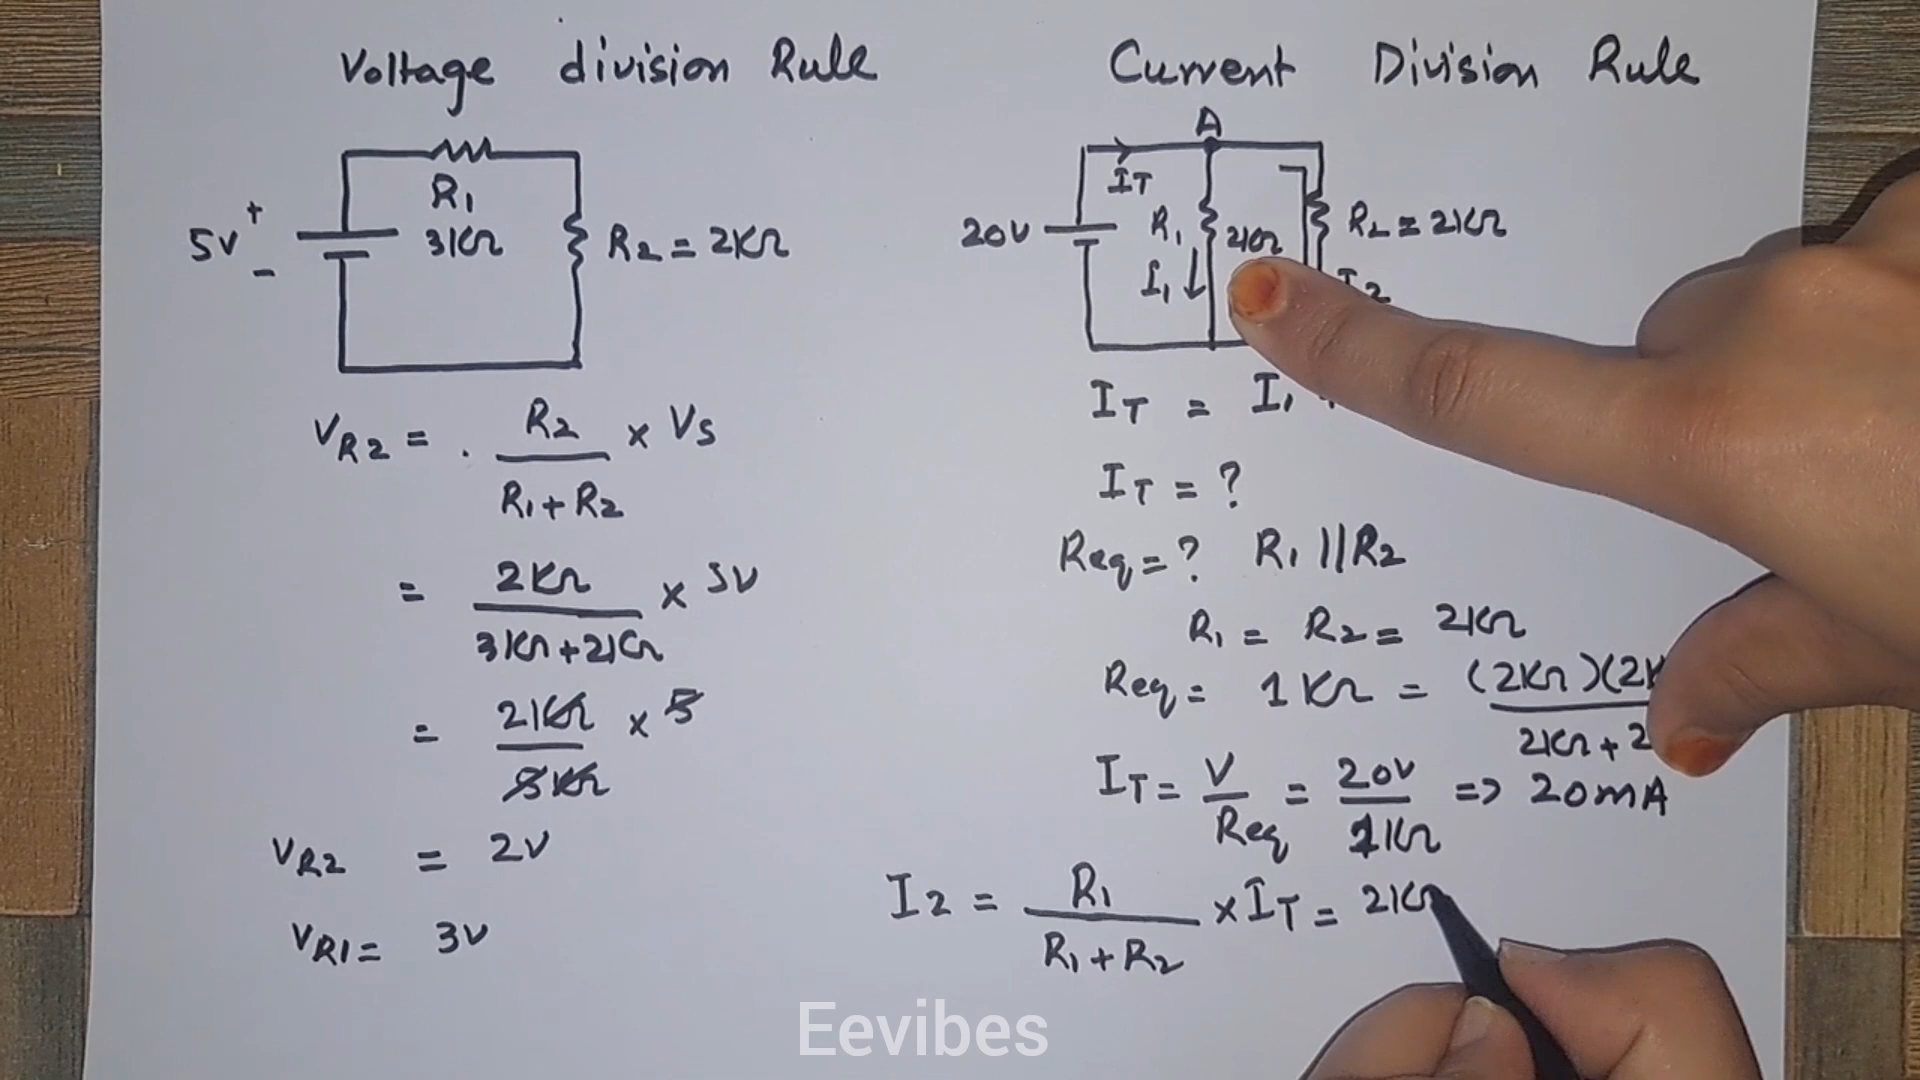 Voltage division Rule
R1
3KΩ
5V
+
-
R2 = 2KΩ
VR2 = . R2 / R1 + R2 × Vs
= 2KΩ / 3KΩ + 2KΩ × 5V
= 2KΩ / 5KΩ × 5
VR2 = 2V
VR1 = 3V
Current Division Rule
A
IT
20V
R1
2KΩ
I1
R2 = 2KΩ
I2
IT = I1
IT = ?
Req = ? R1 || R2
R1 = R2 = 2KΩ
Req = 1KΩ = (2KΩ)(2K / 2KΩ + 2
IT = V / Req = 20V / 1KΩ => 20mA
I2 = R1 / R1 + R2 × IT = 2KΩ
Eevibes